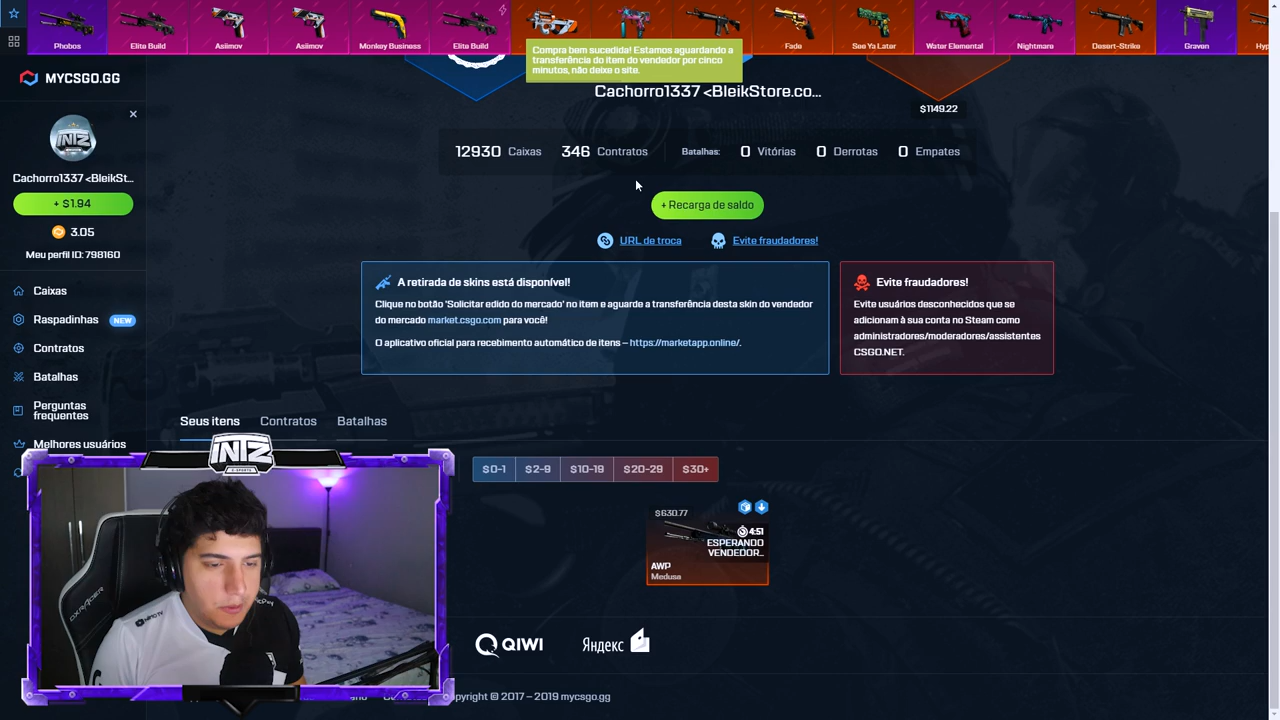 Phobos
Elite Build
Asiimov
Asiimov
Monkey Business
Elite Build
Fade
See Ya Later
Water Elemental
Nightmare
Desert-Strike
Graven
Compra bem sucedida! Estamos aguardando a
transferência do item do vendedor por cinco
minutos, não deixe o site.
MYCSGO.GG
Cachorro1337 <BleikStore.co...
$1149.22
12930 Caixas
346 Contratos
Batalhas:
0 Vitórias
0 Derrotas
0 Empates
INTZ
Cachorro1337 <BleikSt...
+ $1.94
3.05
Meu perfil ID: 798160
+ Recarga de saldo
URL de troca
Evite fraudadores!
A retirada de skins está disponível!
Clique no botão 'Solicitar edido do mercado' no item e aguarde a transferência desta skin do vendedor
do mercado market.csgo.com para você!
O aplicativo oficial para recebimento automático de itens – https://marketapp.online/.
Evite fraudadores!
Evite usuários desconhecidos que se
adicionam à sua conta no Steam como
administradores/moderadores/assistentes
CSGO.NET.
Caixas
Raspadinhas NEW
Contratos
Batalhas
Perguntas
frequentes
Melhores usuários
Seus itens
Contratos
Batalhas
$0-1
$2-9
$10-19
$20-29
$30+
$630.77
4:51
ESPERANDO
VENDEDOR...
AWP
Medusa
INTZ
E-SPORTS
DXRACER
QIWI
Яндекс
opyright © 2017 – 2019 mycsgo.gg